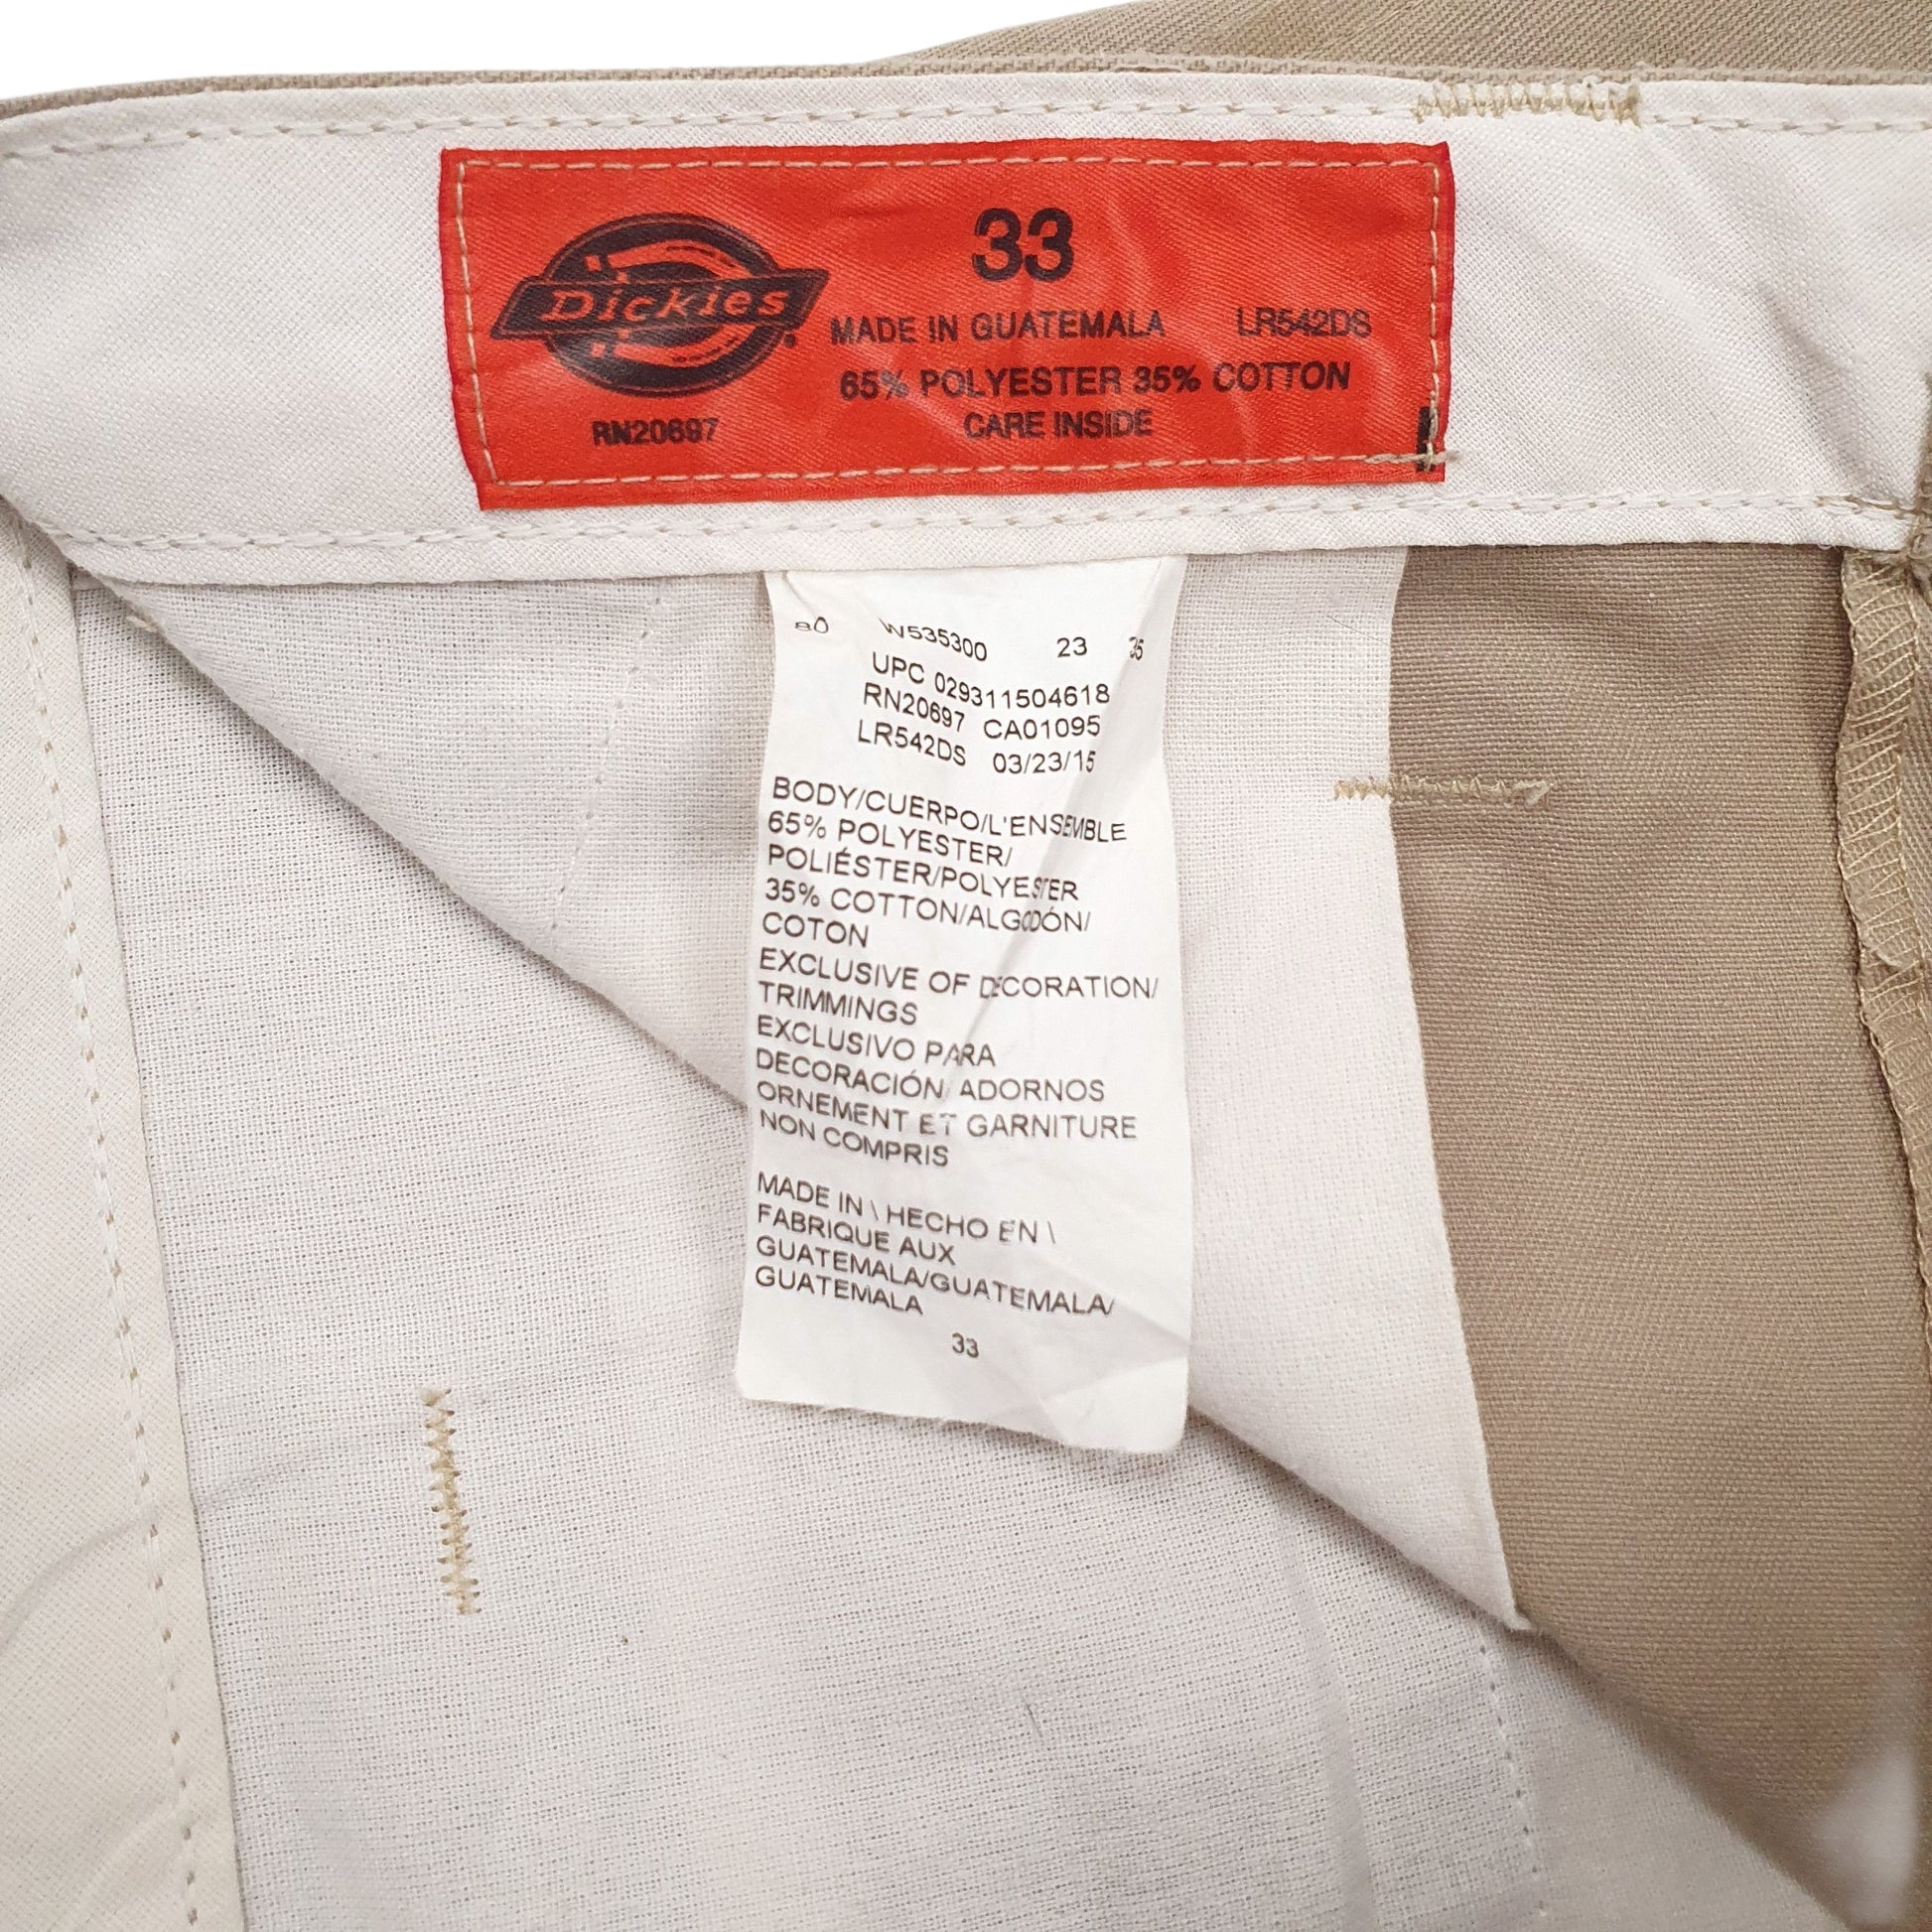 Dickies
33
MADE IN GUATEMALA LR542DS
65% POLYESTER 35% COTTON
CARE INSIDE
RN20697
W535300 23
UPC 029311504618
RN20697 CA01095
LR542DS 03/23/15
BODY/CUERPO/L'ENSEMBLE
65% POLYESTER/
POLIÉSTER/POLYESTER
35% COTTON/ALGODÓN/
COTON
EXCLUSIVE OF DECORATION/
TRIMMINGS
EXCLUSIVO PARA
DECORACIÓN ADORNOS
ORNEMENT ET GARNITURE
NON COMPRIS
MADE IN \ HECHO EN \
FABRIQUE AUX
GUATEMALA/GUATEMALA/
GUATEMALA
33